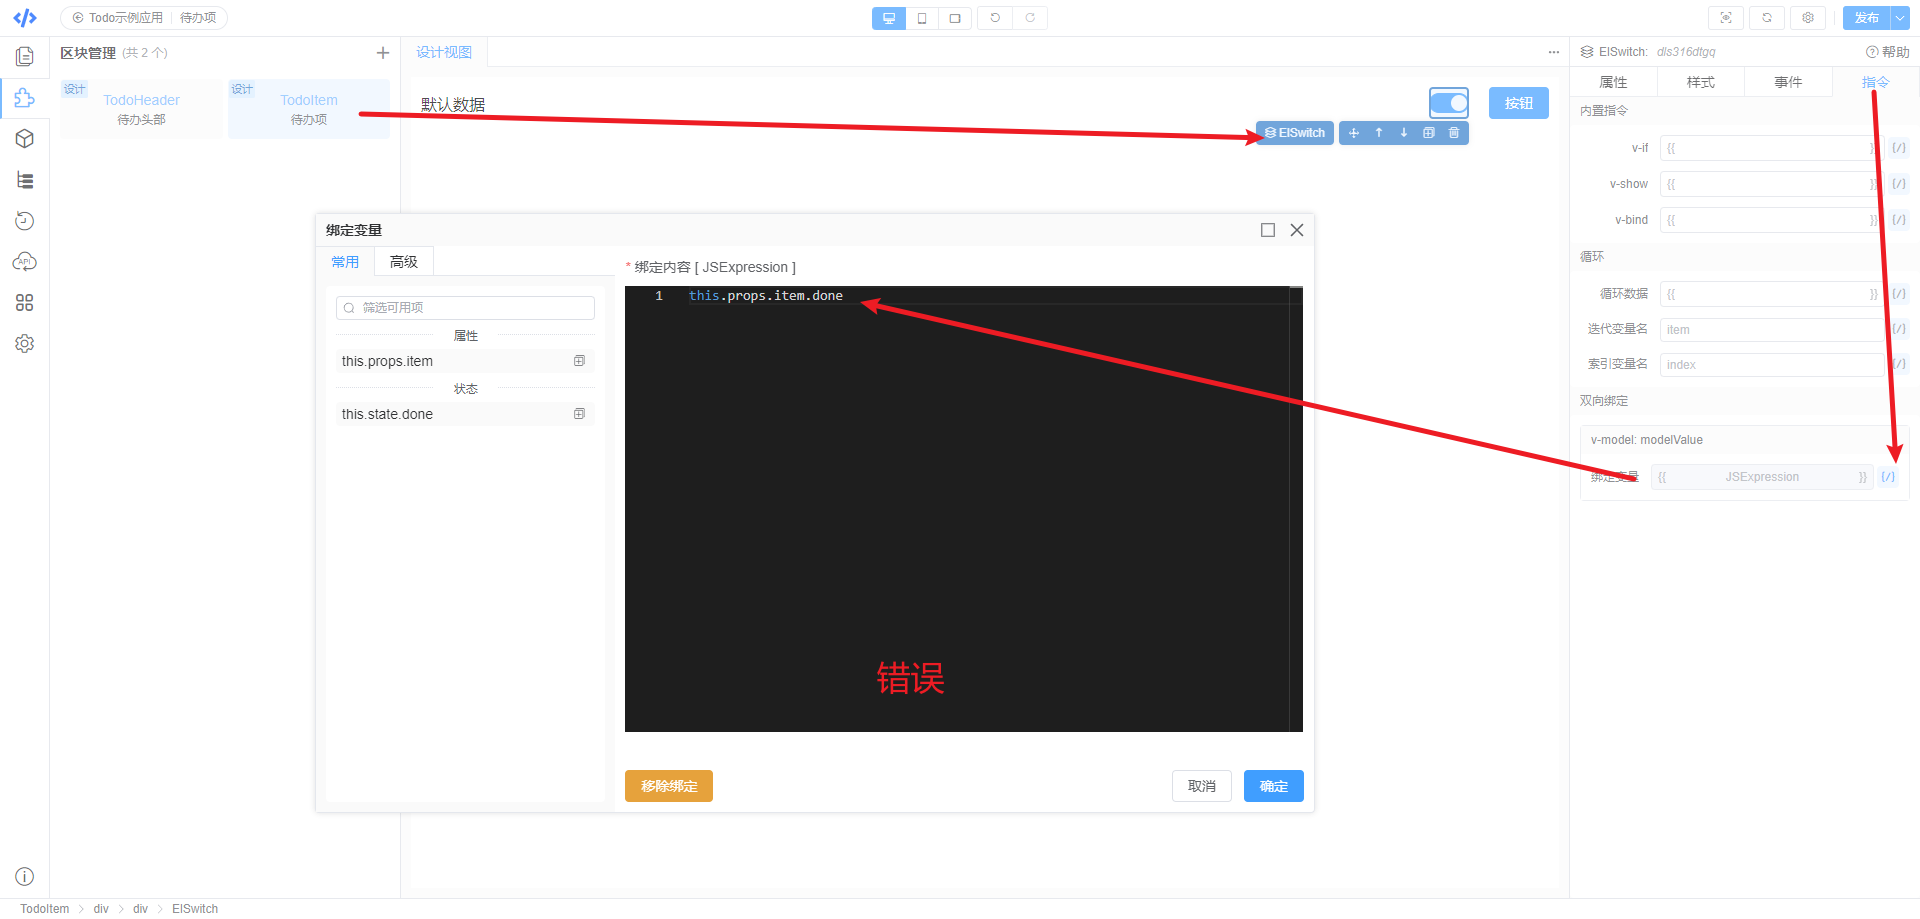 Todo示例应用 待办项
发布
区块管理 (共 2 个)
设计
TodoHeader
待办头部
设计
TodoItem
待办项
设计视图
默认数据
按钮
ElSwitch
ElSwitch: dls316dtgq
帮助
属性 样式 事件 指令
内置指令
v-if {{ }} {/}
v-show {{ }} {/}
v-bind {{ }} {/}
循环
循环数据 {{ }} {/}
迭代变量名 item {/}
索引变量名 index {/}
双向绑定
v-model: modelValue
绑定变量 {{ JSExpression }} {/}
绑定变量
常用 高级
筛选可用项
属性
this.props.item
状态
this.state.done
* 绑定内容 [ JSExpression ]
1 this.props.item.done
错误
移除绑定
取消 确定
API
TodoItem > div > div > ElSwitch